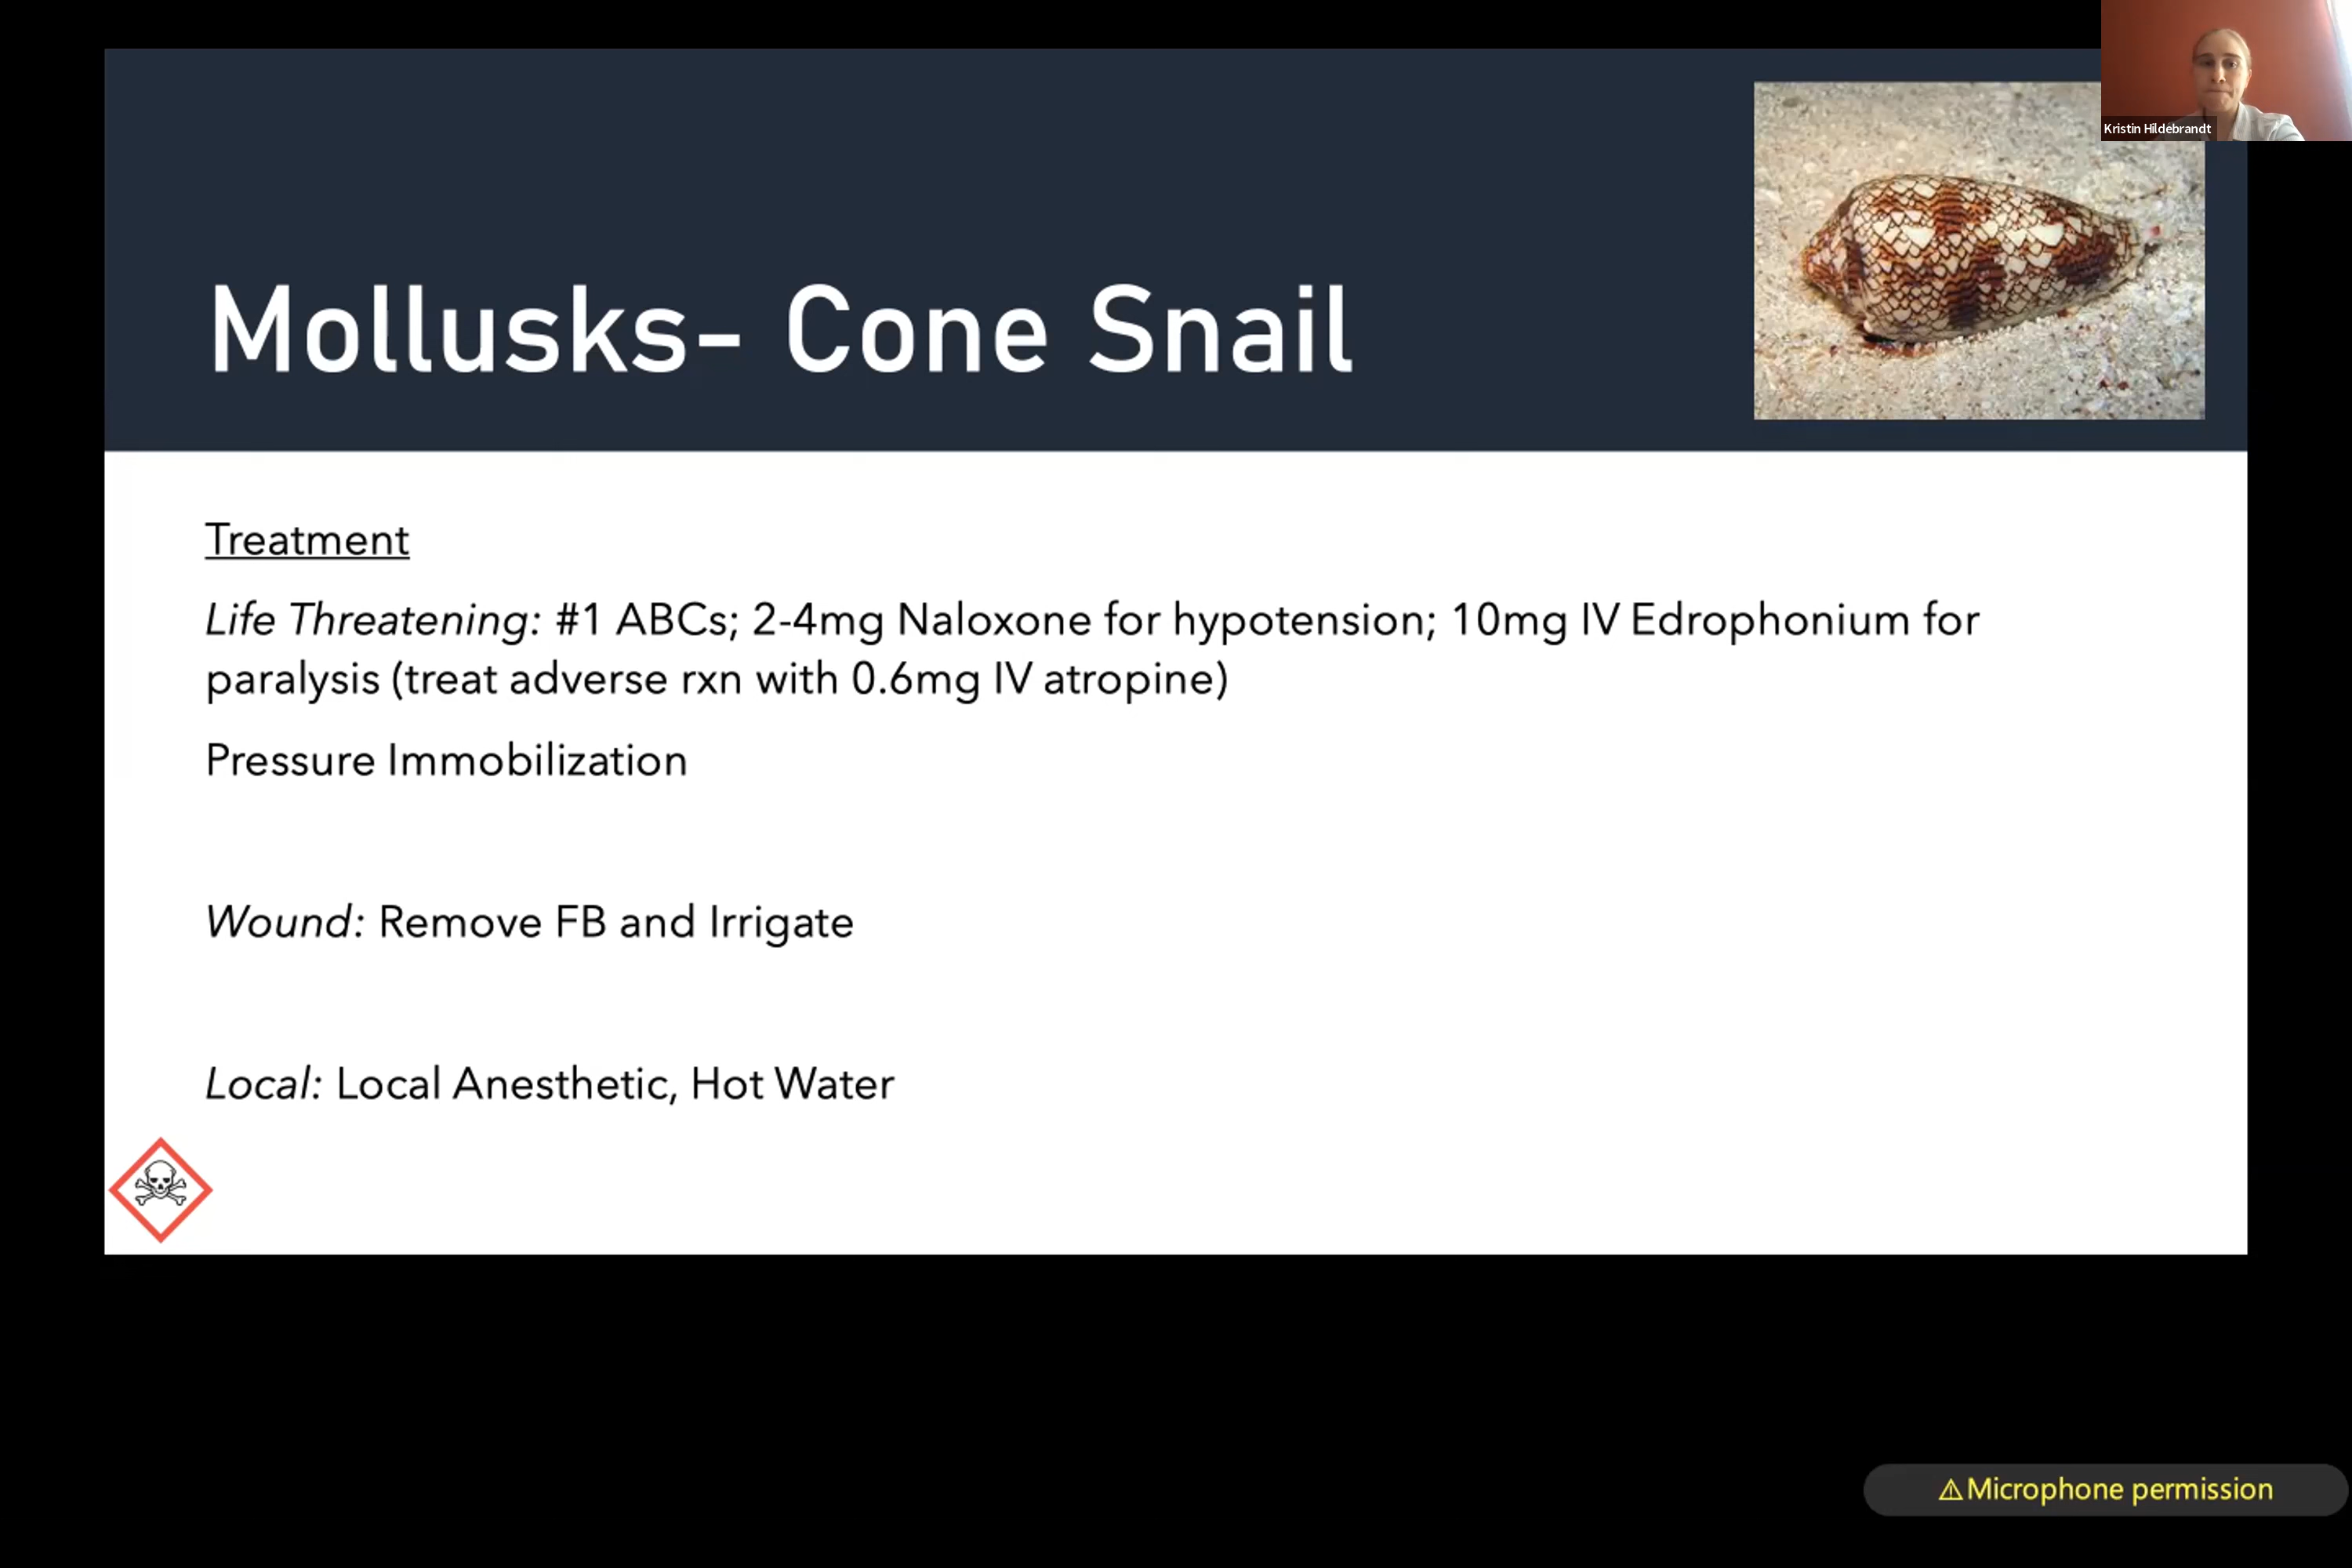 Kristin Hildebrandt
Mollusks- Cone Snail
Treatment
Life Threatening: #1 ABCs; 2-4mg Naloxone for hypotension; 10mg IV Edrophonium for
paralysis (treat adverse rxn with 0.6mg IV atropine)
Pressure Immobilization
Wound: Remove FB and Irrigate
Local: Local Anesthetic, Hot Water
⚠Microphone permission